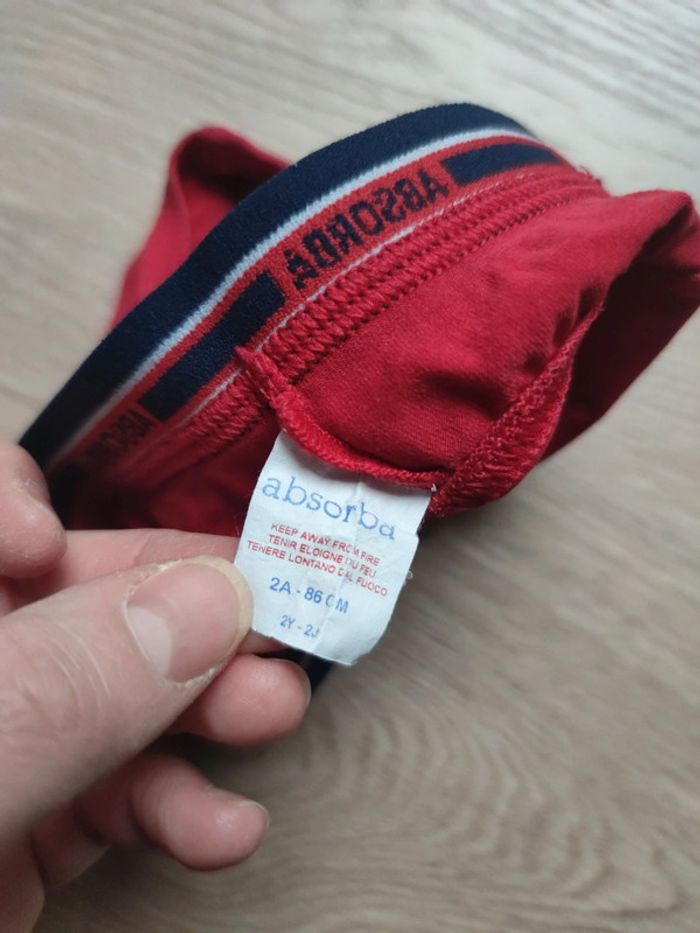 ABSORBA
ABSORBA
absorba
KEEP AWAY FROM FIRE
TENIR ELOIGNE DU FEU
TENERE LONTANO DAL FUOCO
2A - 86 CM
2Y - 2J